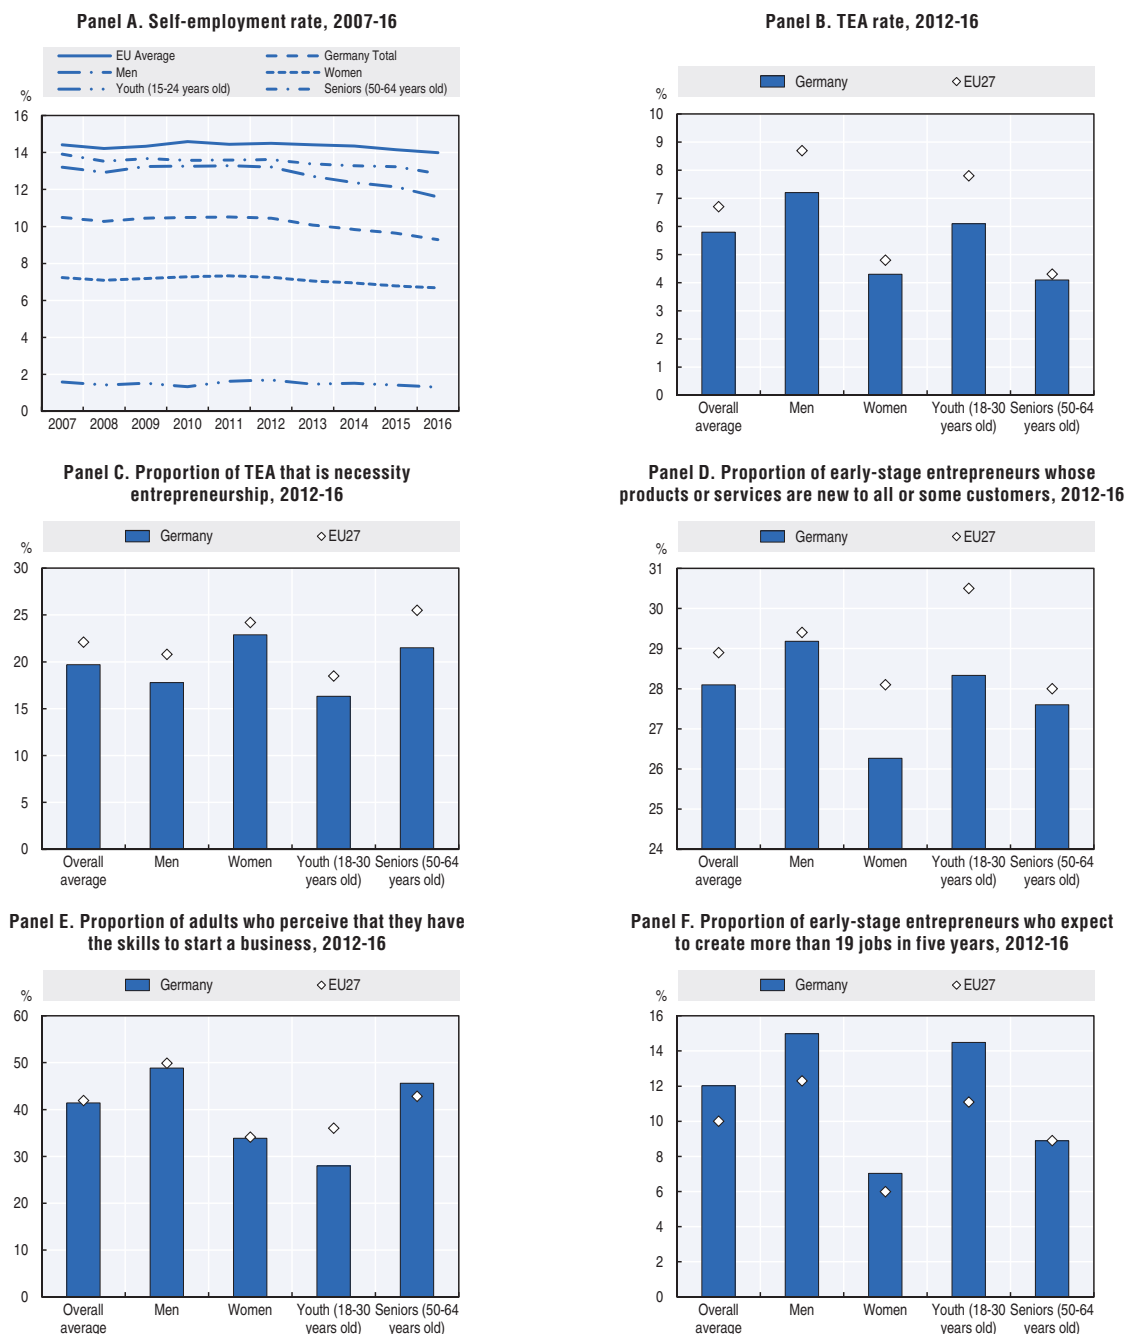 Panel A. Self-employment rate, 2007-16
EU Average
Germany Total
Men
Women
Youth (15-24 years old)
Seniors (50-64 years old)
%
16
14
12
10
8
6
4
2
0
2007 2008 2009 2010 2011 2012 2013 2014 2015 2016
Panel B. TEA rate, 2012-16
Germany
EU27
%
10
9
8
7
6
5
4
3
2
1
0
Overall average
Men
Women
Youth (18-30 years old)
Seniors (50-64 years old)
Panel C. Proportion of TEA that is necessity
entrepreneurship, 2012-16
Germany
EU27
%
30
25
20
15
10
5
0
Overall average
Men
Women
Youth (18-30 years old)
Seniors (50-64 years old)
Panel D. Proportion of early-stage entrepreneurs whose
products or services are new to all or some customers, 2012-16
Germany
EU27
%
31
30
29
28
27
26
25
24
Overall average
Men
Women
Youth (18-30 years old)
Seniors (50-64 years old)
Panel E. Proportion of adults who perceive that they have
the skills to start a business, 2012-16
Germany
EU27
%
60
50
40
30
20
10
0
Overall average
Men
Women
Youth (18-30 years old)
Seniors (50-64 years old)
Panel F. Proportion of early-stage entrepreneurs who expect
to create more than 19 jobs in five years, 2012-16
Germany
EU27
%
16
14
12
10
8
6
4
2
0
Overall average
Men
Women
Youth (18-30 years old)
Seniors (50-64 years old)